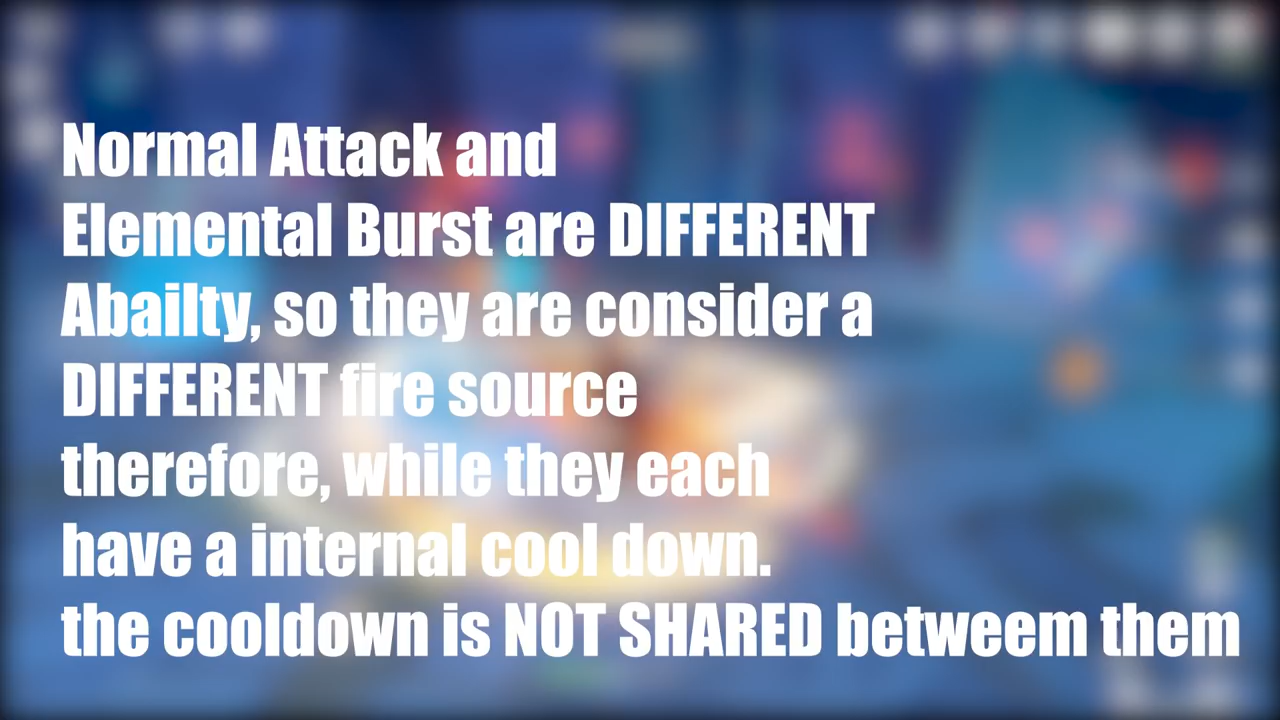 Normal Attack and
Elemental Burst are DIFFERENT
Abailty, so they are consider a
DIFFERENT fire source
therefore, while they each
have a internal cool down.
the cooldown is NOT SHARED betweem them